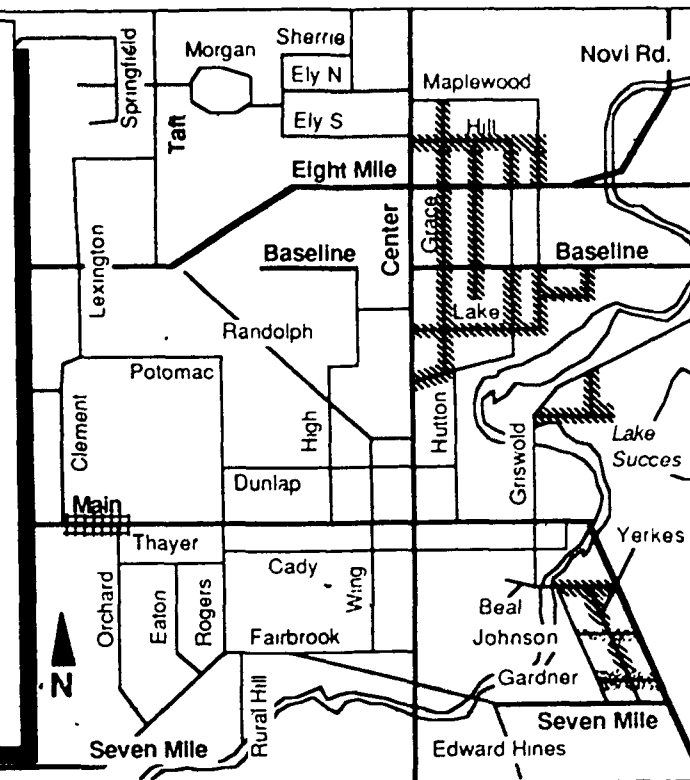 Springfield
Morgan
Sherrie
Novi Rd.
Ely N
Maplewood
Taft
Ely S
Hill
Eight Mile
Center
Grace
Lexington
Baseline
Baseline
Randolph
Lake
Potomac
Clement
High
Hutton
Griswold
Lake
Succes
Dunlap
Main
Thayer
Yerkes
Cady
Orchard
Eaton
Rogers
Wing
Beal
Johnson
Fairbrook
Gardner
N
Rural Hill
Seven Mile
Seven Mile
Edward Hines